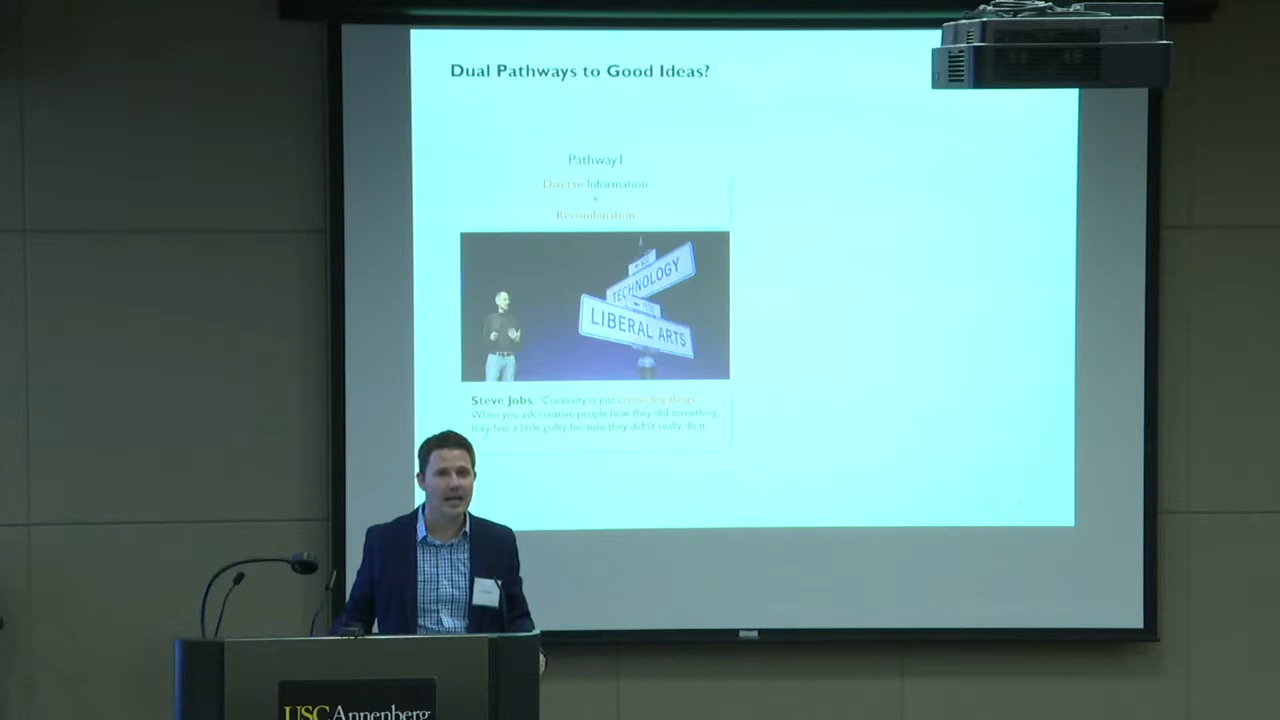 Dual Pathways to Good Ideas?
Pathway1
Diverse Information
+
Recombination
TECHNOLOGY
LIBERAL ARTS
Steve Jobs. "Creativity is just connecting things.
When you ask creative people how they did something,
they feel a little guilty because they didn't really do it
USC Annenberg